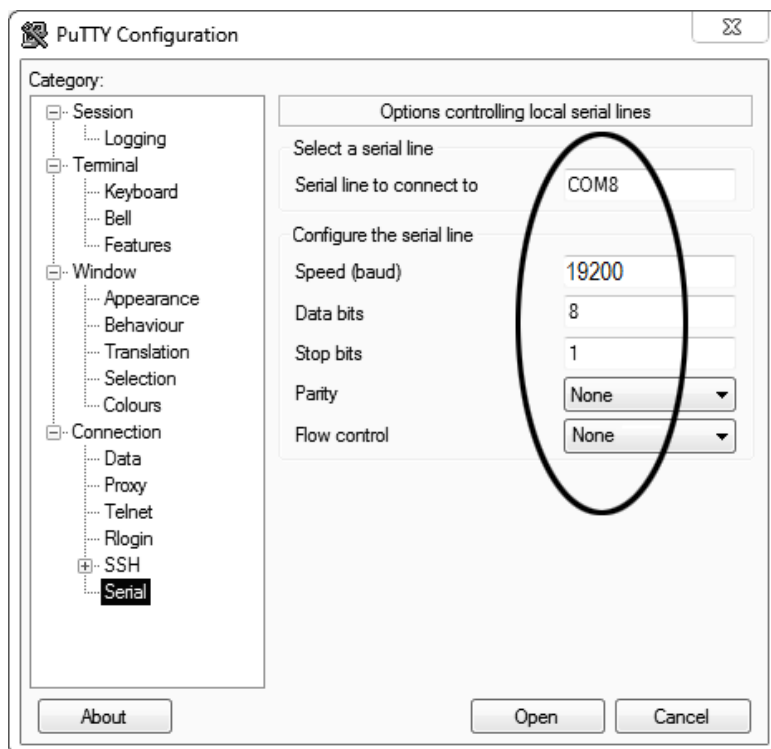 PuTTY Configuration
Category:
Session
Logging
Terminal
Keyboard
Bell
Features
Window
Appearance
Behaviour
Translation
Selection
Colours
Connection
Data
Proxy
Telnet
Rlogin
SSH
Serial
Options controlling local serial lines
Select a serial line
Serial line to connect to COM8
Configure the serial line
Speed (baud) 19200
Data bits 8
Stop bits 1
Parity None
Flow control None
About Open Cancel